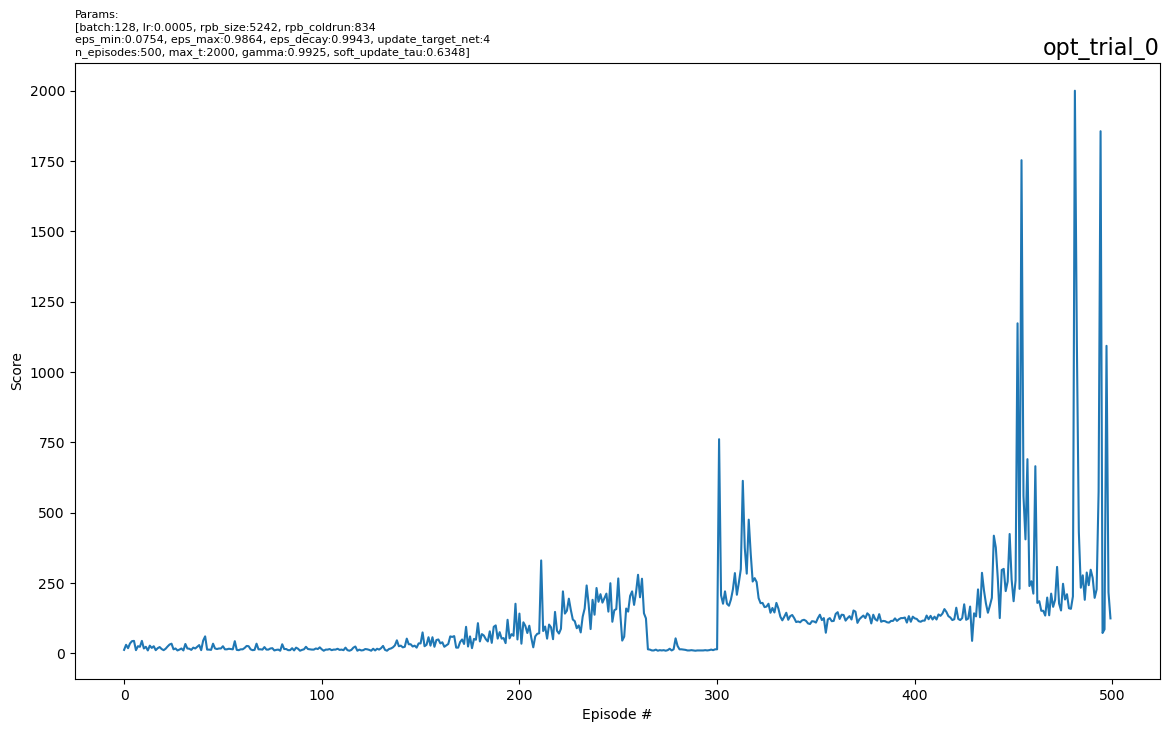 Params:
[batch:128, lr:0.0005, rpb_size:5242, rpb_coldrun:834
eps_min:0.0754, eps_max:0.9864, eps_decay:0.9943, update_target_net:4
n_episodes:500, max_t:2000, gamma:0.9925, soft_update_tau:0.6348]
opt_trial_0
2000
1750
1500
1250
1000
750
500
250
0
Score
0
100
200
300
400
500
Episode #